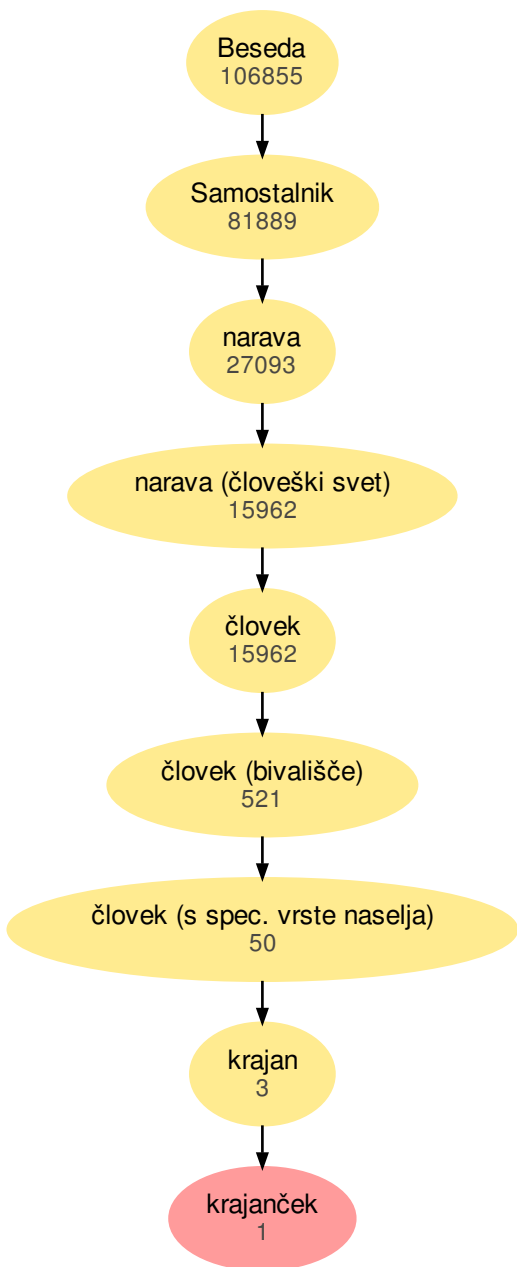 Beseda
106855
Samostalnik
81889
narava
27093
narava (človeški svet)
15962
človek
15962
človek (bivališče)
521
človek (s spec. vrste naselja)
50
krajan
3
krajanček
1